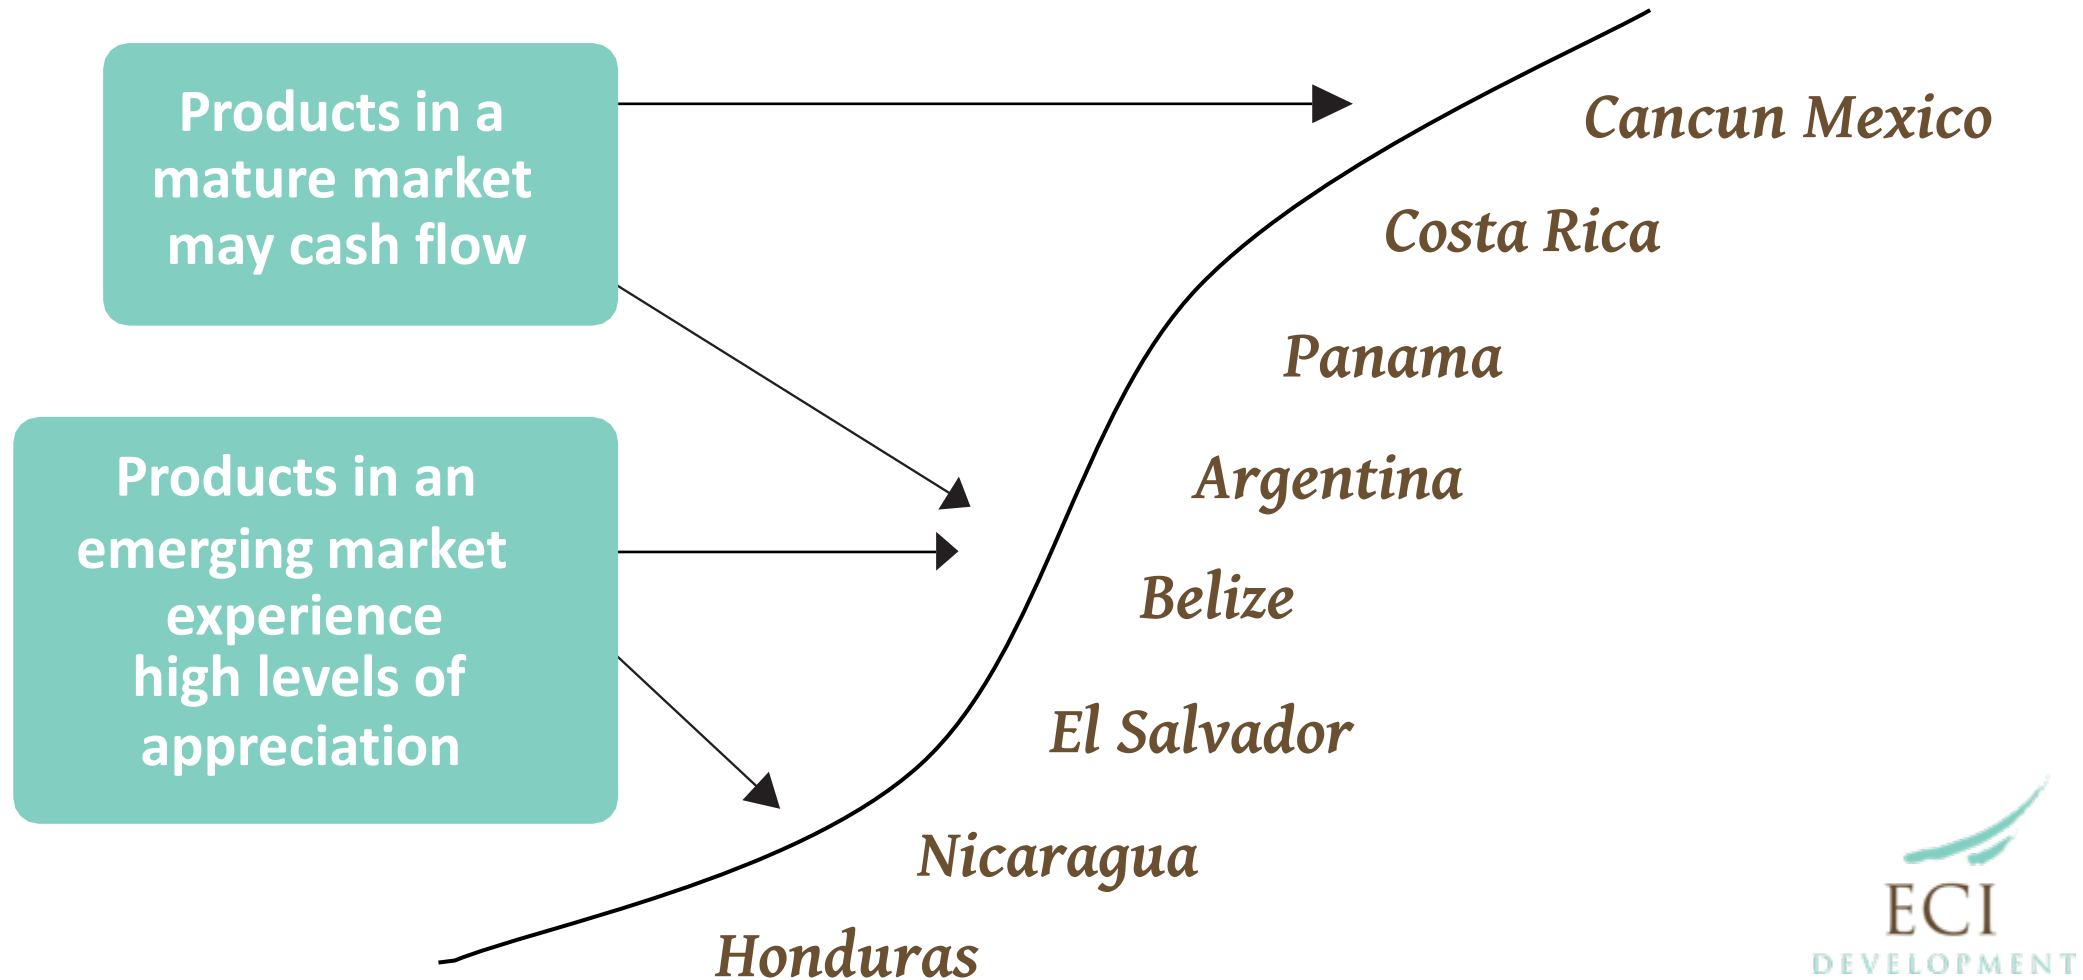 Products in a
mature market
may cash flow
Products in an
emerging market
experience
high levels of
appreciation
Cancun Mexico
Costa Rica
Panama
Argentina
Belize
El Salvador
Nicaragua
Honduras
ECI
DEVELOPMENT